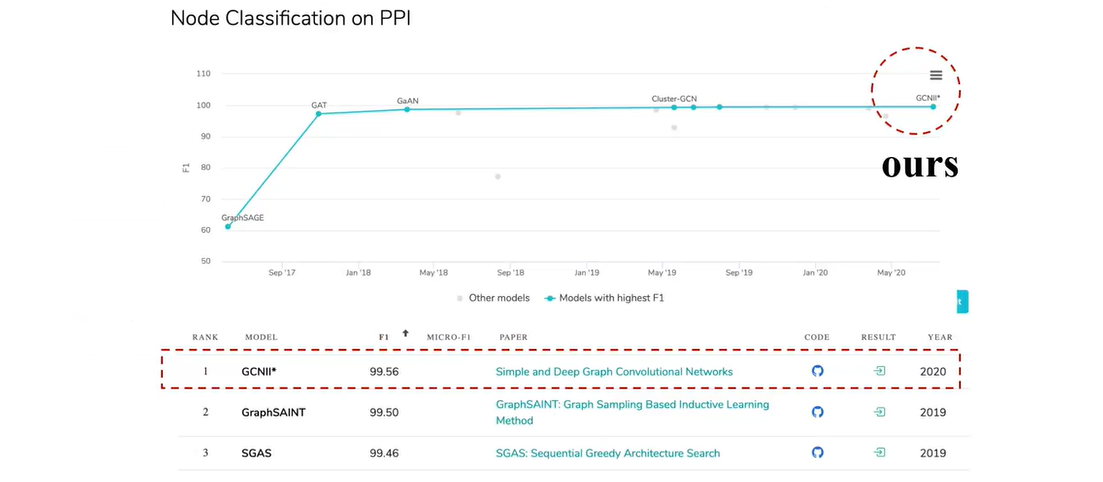 Node Classification on PPI
110
100
90
80
70
60
50
F1
GraphSAGE
GAT
GaAN
Cluster-GCN
GCNII*
ours
Sep '17
Jan '18
May '18
Sep '18
Jan '19
May '19
Sep '19
Jan '20
May '20
Other models
Models with highest F1
t
RANK MODEL F1 MICRO-F1 PAPER CODE RESULT YEAR
1 GCNII* 99.56 Simple and Deep Graph Convolutional Networks 2020
2 GraphSAINT 99.50 GraphSAINT: Graph Sampling Based Inductive Learning Method 2019
3 SGAS 99.46 SGAS: Sequential Greedy Architecture Search 2019